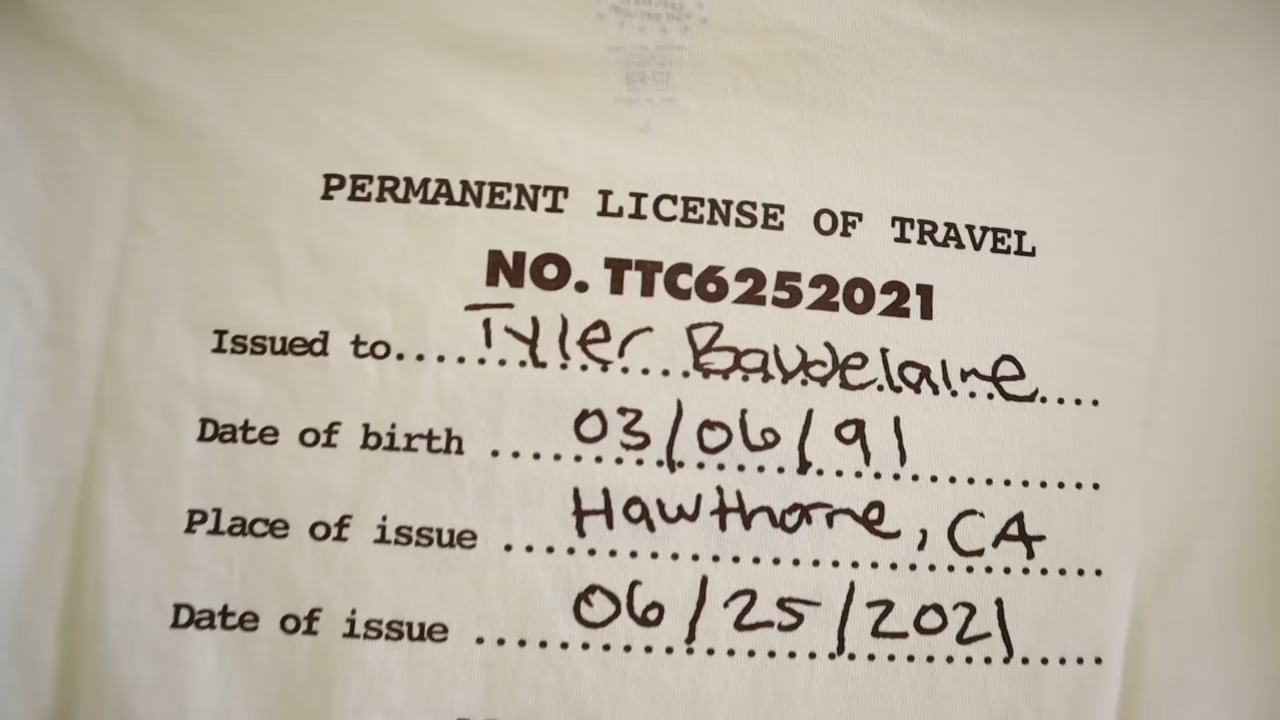 PERMANENT LICENSE OF TRAVEL
NO. TTC6252021
Issued to.......Tyler Baudelaire....
Date of birth ..........03/06/91..........
Place of issue ..........Hawthorne, CA..........
Date of issue ..........06/25/2021..........